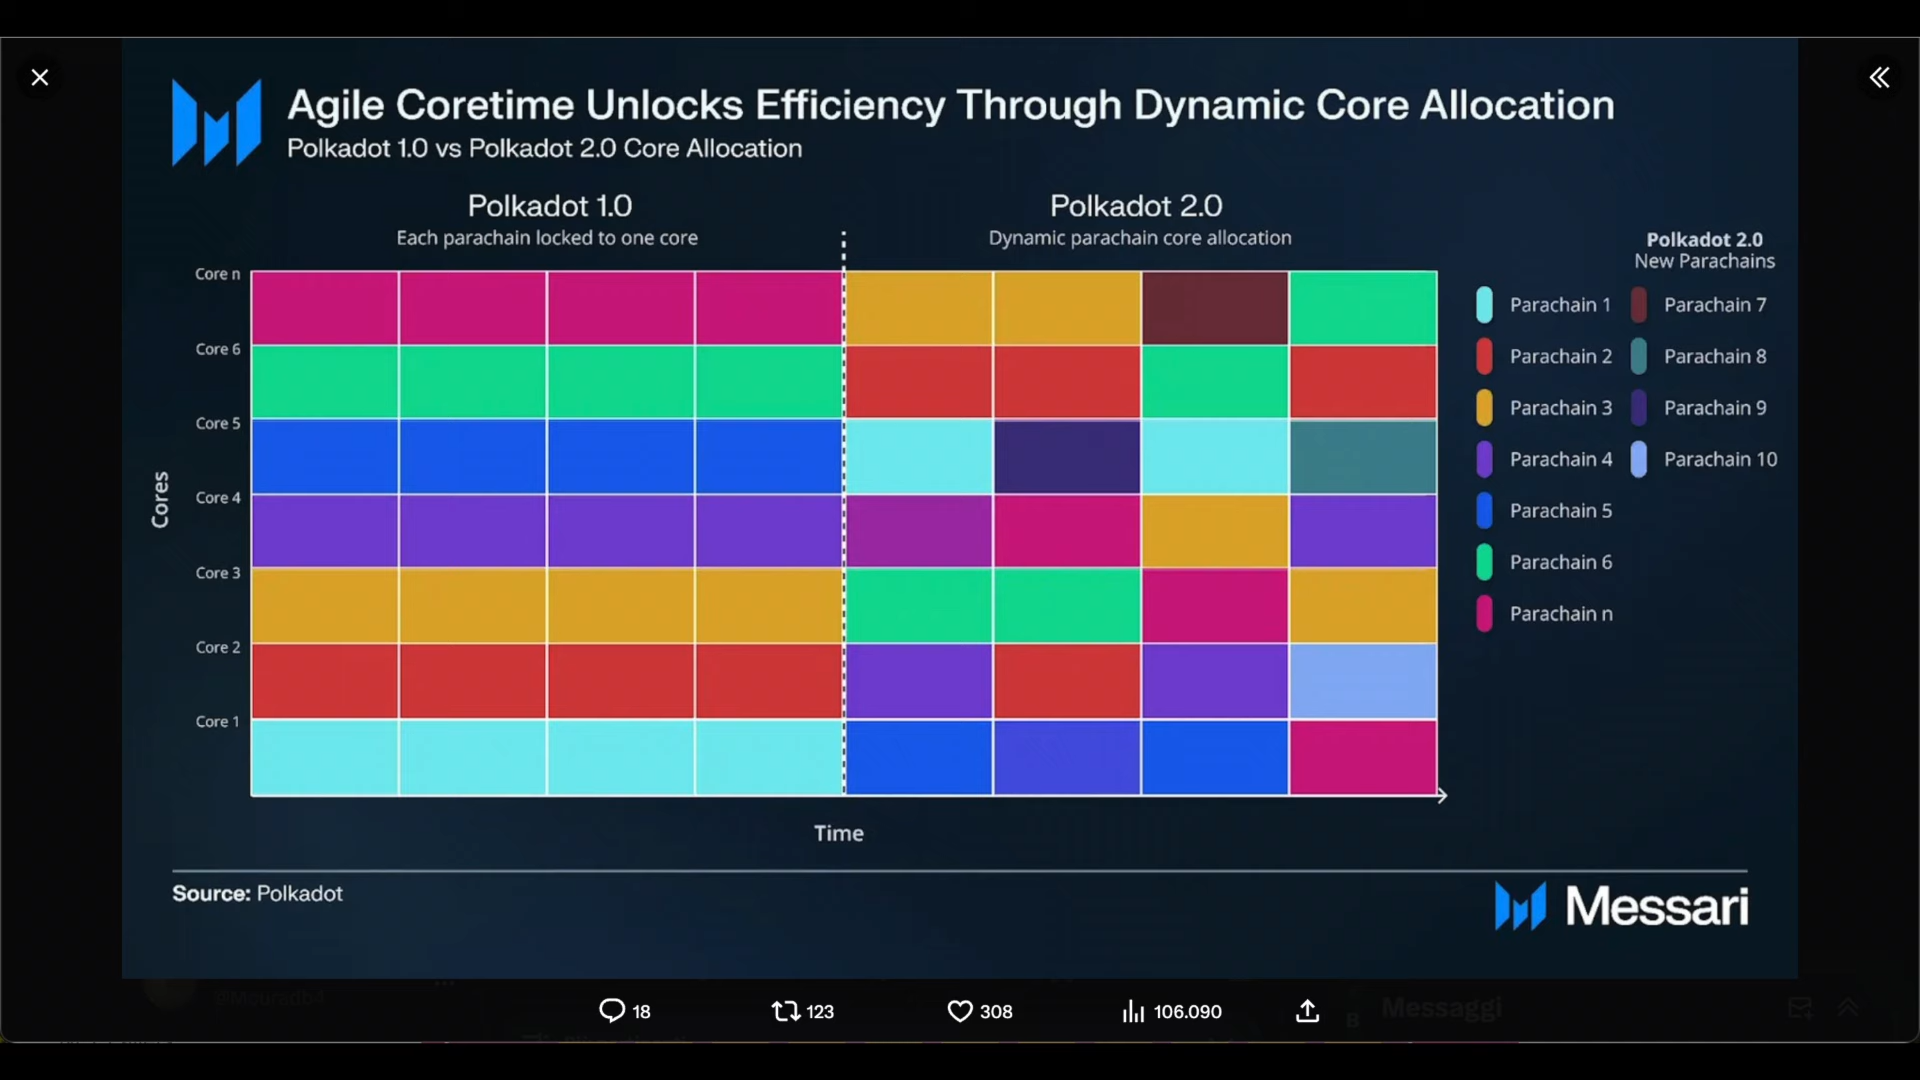 Agile Coretime Unlocks Efficiency Through Dynamic Core Allocation
Polkadot 1.0 vs Polkadot 2.0 Core Allocation
Polkadot 1.0
Each parachain locked to one core
Polkadot 2.0
Dynamic parachain core allocation
Cores
Core n
Core 6
Core 5
Core 4
Core 3
Core 2
Core 1
Time
Parachain 1
Parachain 2
Parachain 3
Parachain 4
Parachain 5
Parachain 6
Parachain n
Polkadot 2.0
New Parachains
Parachain 7
Parachain 8
Parachain 9
Parachain 10
Source: Polkadot
Messari
@Mouradb4
18
123
308
106.090
Messaggi